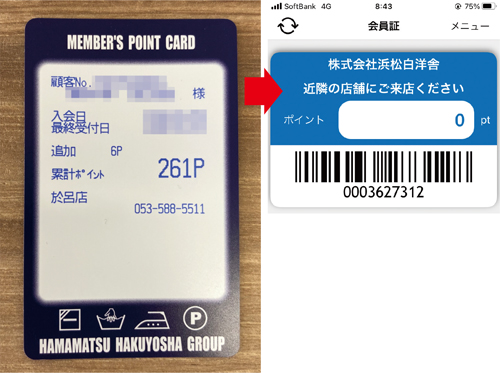 MEMBER'S POINT CARD
顧客No.
様
入会日
最終受付日
追加 6P
累計ポイント 261P
於呂店
053-588-5511
P
HAMAMATSU HAKUYOSHA GROUP
SoftBank 4G 8:43 75%
会員証 メニュー
株式会社浜松白洋舎
近隣の店舗にご来店ください
ポイント 0 pt
0003627312